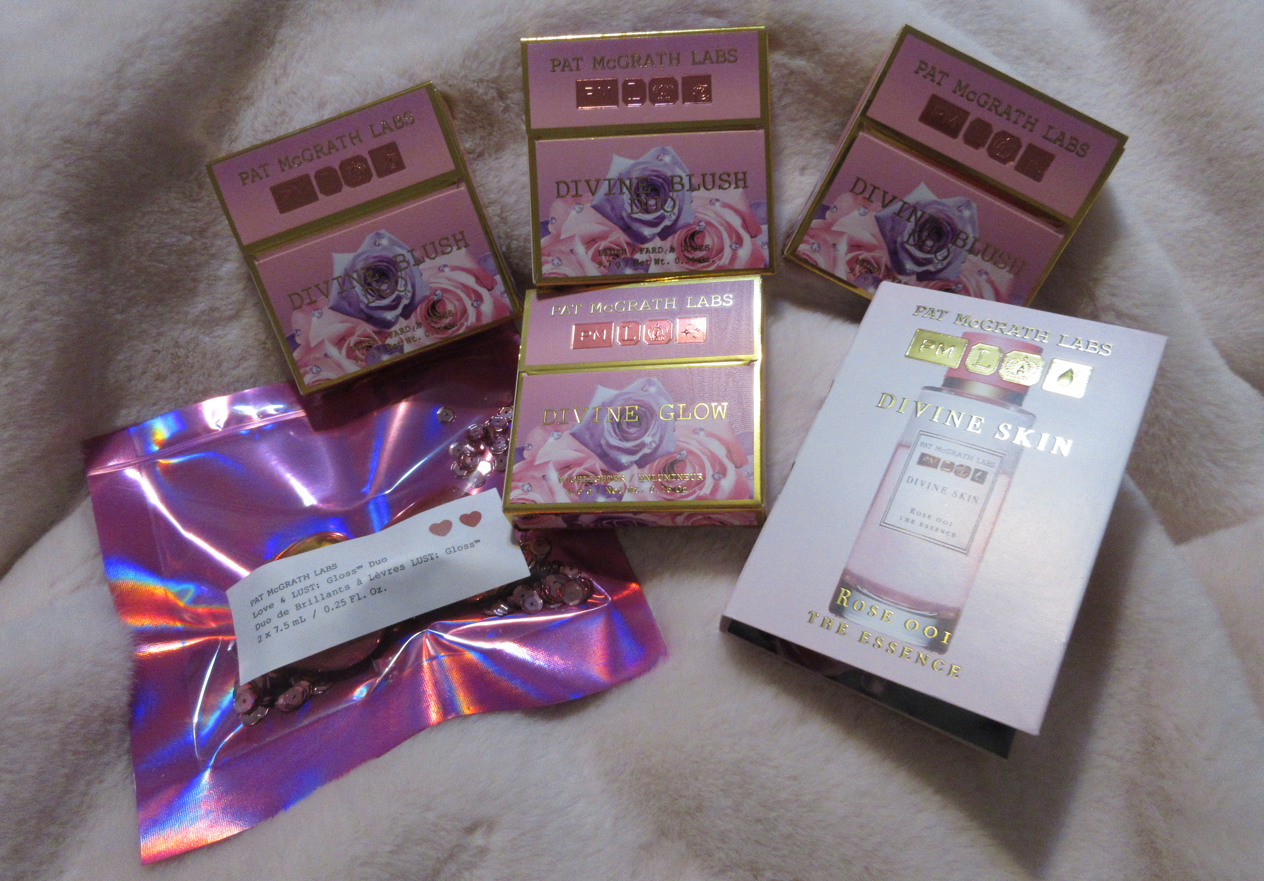 PAT McGRATH LABS
DIVINE BLUSH
PAT McGRATH LABS
PM L
DIVINE BLUSH
DUO
PAT McGRATH LABS
DIVINE BLUSH
PAT McGRATH LABS
PM L
DIVINE GLOW
PAT McGRATH LABS
PM L
DIVINE SKIN
PAT McGRATH LABS
DIVINE SKIN
ROSE 001
THE ESSENCE
ROSE 001
THE ESSENCE
PAT McGRATH LABS
Love & LUST: Gloss™ Duo
Duo de Brillants à Lèvres LUST: Gloss™
2 x 7.5 mL / 0.25 Fl. Oz.